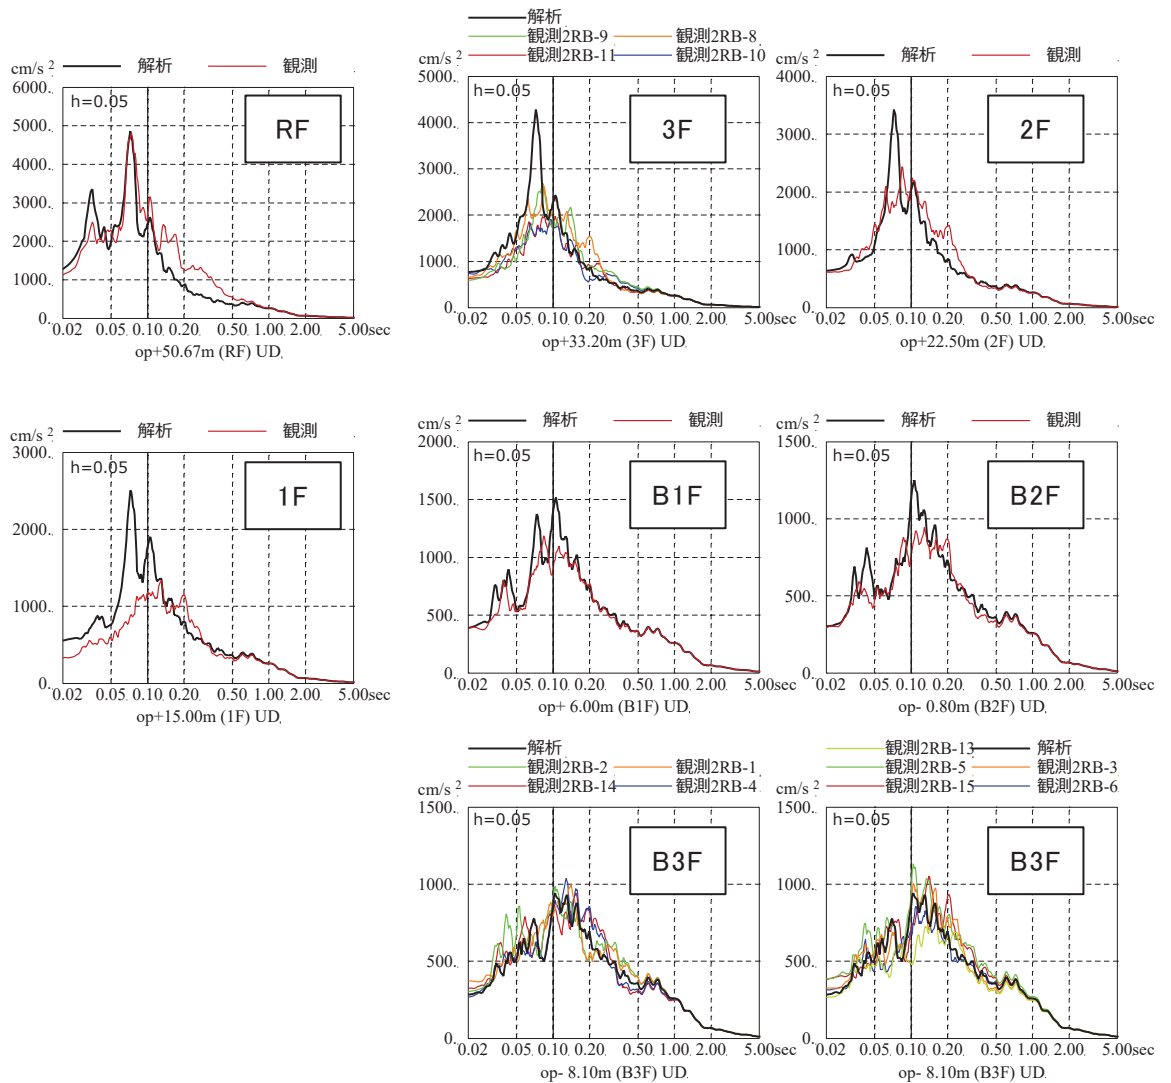 cm/s 2 解析 観測
6000.
5000.
4000.
3000.
2000.
1000.
0.
h=0.05
RF
0.02 0.05 0.10 0.20 0.50 1.00 2.00 5.00sec
op+50.67m (RF) UD
解析
観測2RB-9 観測2RB-8
観測2RB-11 観測2RB-10
cm/s 2
5000.
4000.
3000.
2000.
1000.
0.
h=0.05
3F
0.02 0.05 0.10 0.20 0.50 1.00 2.00 5.00sec
op+33.20m (3F) UD
cm/s 2 解析 観測
4000.
3000.
2000.
1000.
0.
h=0.05
2F
0.02 0.05 0.10 0.20 0.50 1.00 2.00 5.00sec
op+22.50m (2F) UD
cm/s 2 解析 観測
3000.
2000.
1000.
0.
h=0.05
1F
0.02 0.05 0.10 0.20 0.50 1.00 2.00 5.00sec
op+15.00m (1F) UD
cm/s 2 解析 観測
2000.
1500.
1000.
500.
0.
h=0.05
B1F
0.02 0.05 0.10 0.20 0.50 1.00 2.00 5.00sec
op+ 6.00m (B1F) UD
cm/s 2 解析 観測
1500.
1000.
500.
0.
h=0.05
B2F
0.02 0.05 0.10 0.20 0.50 1.00 2.00 5.00sec
op- 0.80m (B2F) UD
解析
観測2RB-2 観測2RB-1
観測2RB-14 観測2RB-4
cm/s 2
1500.
1000.
500.
0.
h=0.05
B3F
0.02 0.05 0.10 0.20 0.50 1.00 2.00 5.00sec
op- 8.10m (B3F) UD
観測2RB-13 解析
観測2RB-5 観測2RB-3
観測2RB-15 観測2RB-6
cm/s 2
1500.
1000.
500.
0.
h=0.05
B3F
0.02 0.05 0.10 0.20 0.50 1.00 2.00 5.00sec
op- 8.10m (B3F) UD